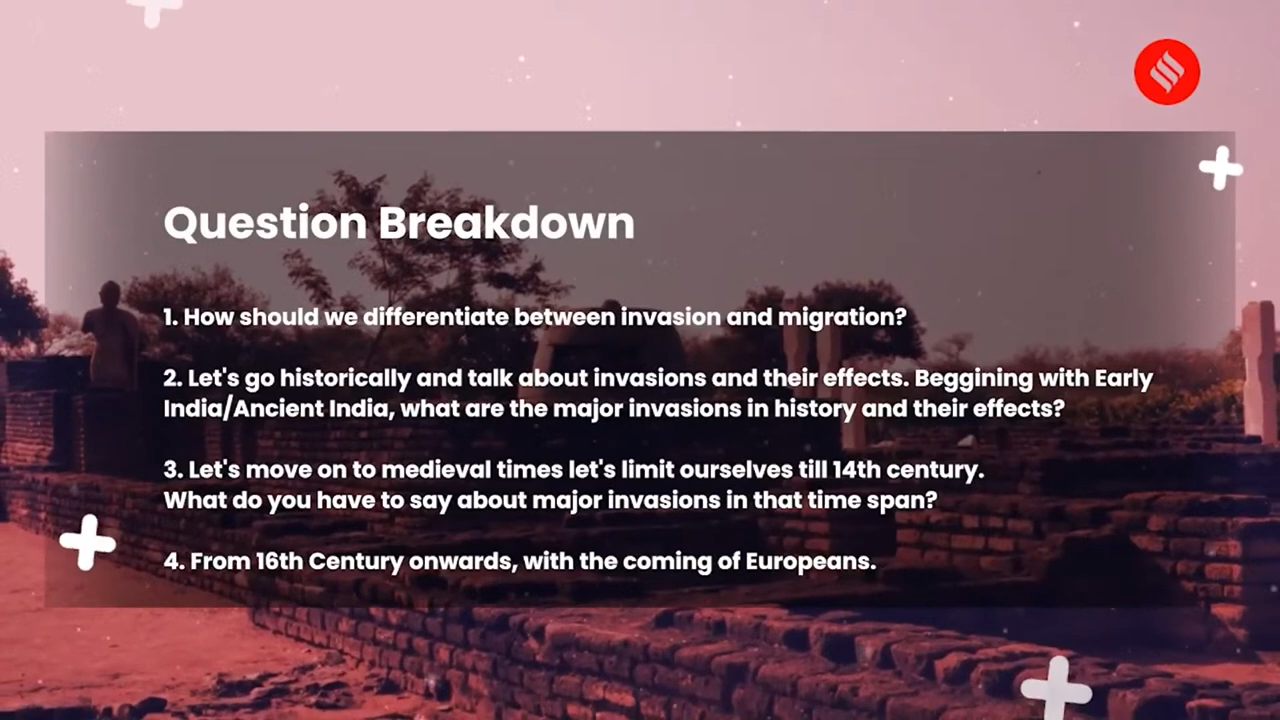 Question Breakdown
1. How should we differentiate between invasion and migration?
2. Let's go historically and talk about invasions and their effects. Beggining with Early
India/Ancient India, what are the major invasions in history and their effects?
3. Let's move on to medieval times let's limit ourselves till 14th century.
What do you have to say about major invasions in that time span?
4. From 16th Century onwards, with the coming of Europeans.